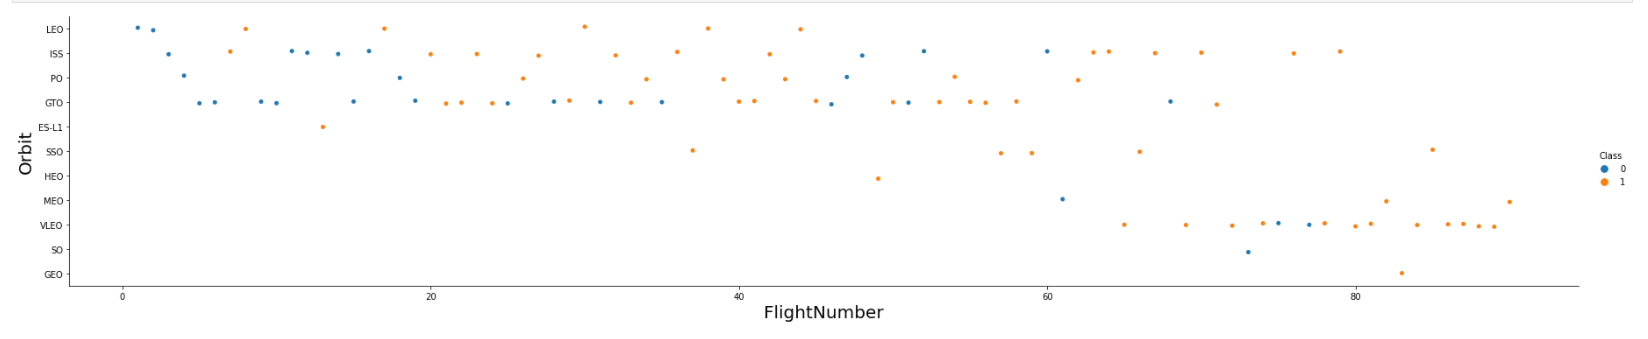 LEO
ISS
PO
GTO
ES-L1
SSO
HEO
MEO
VLEO
SO
GEO
Orbit
0
20
40
60
80
FlightNumber
Class
0
1